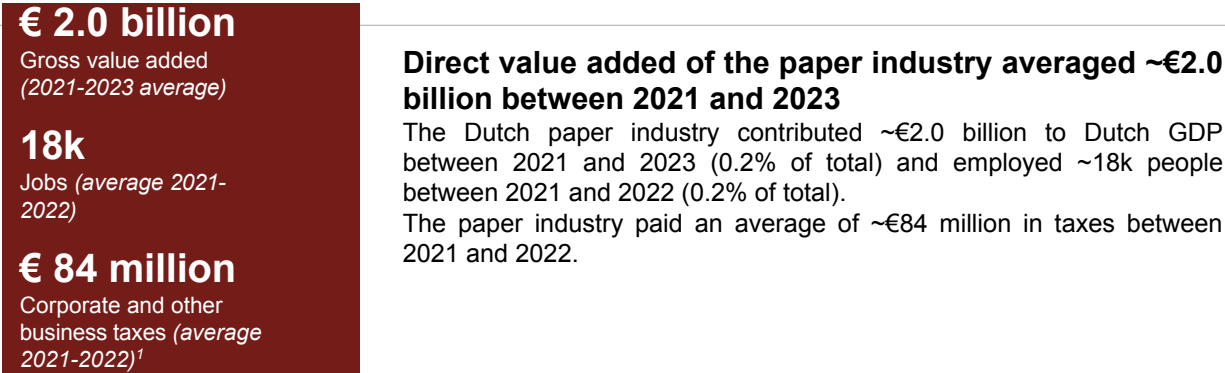 € 2.0 billion
Gross value added
(2021-2023 average)
18k
Jobs (average 2021-
2022)
€ 84 million
Corporate and other
business taxes (average
2021-2022)1
Direct value added of the paper industry averaged ~€2.0
billion between 2021 and 2023
The Dutch paper industry contributed ~€2.0 billion to Dutch GDP
between 2021 and 2023 (0.2% of total) and employed ~18k people
between 2021 and 2022 (0.2% of total).
The paper industry paid an average of ~€84 million in taxes between
2021 and 2022.